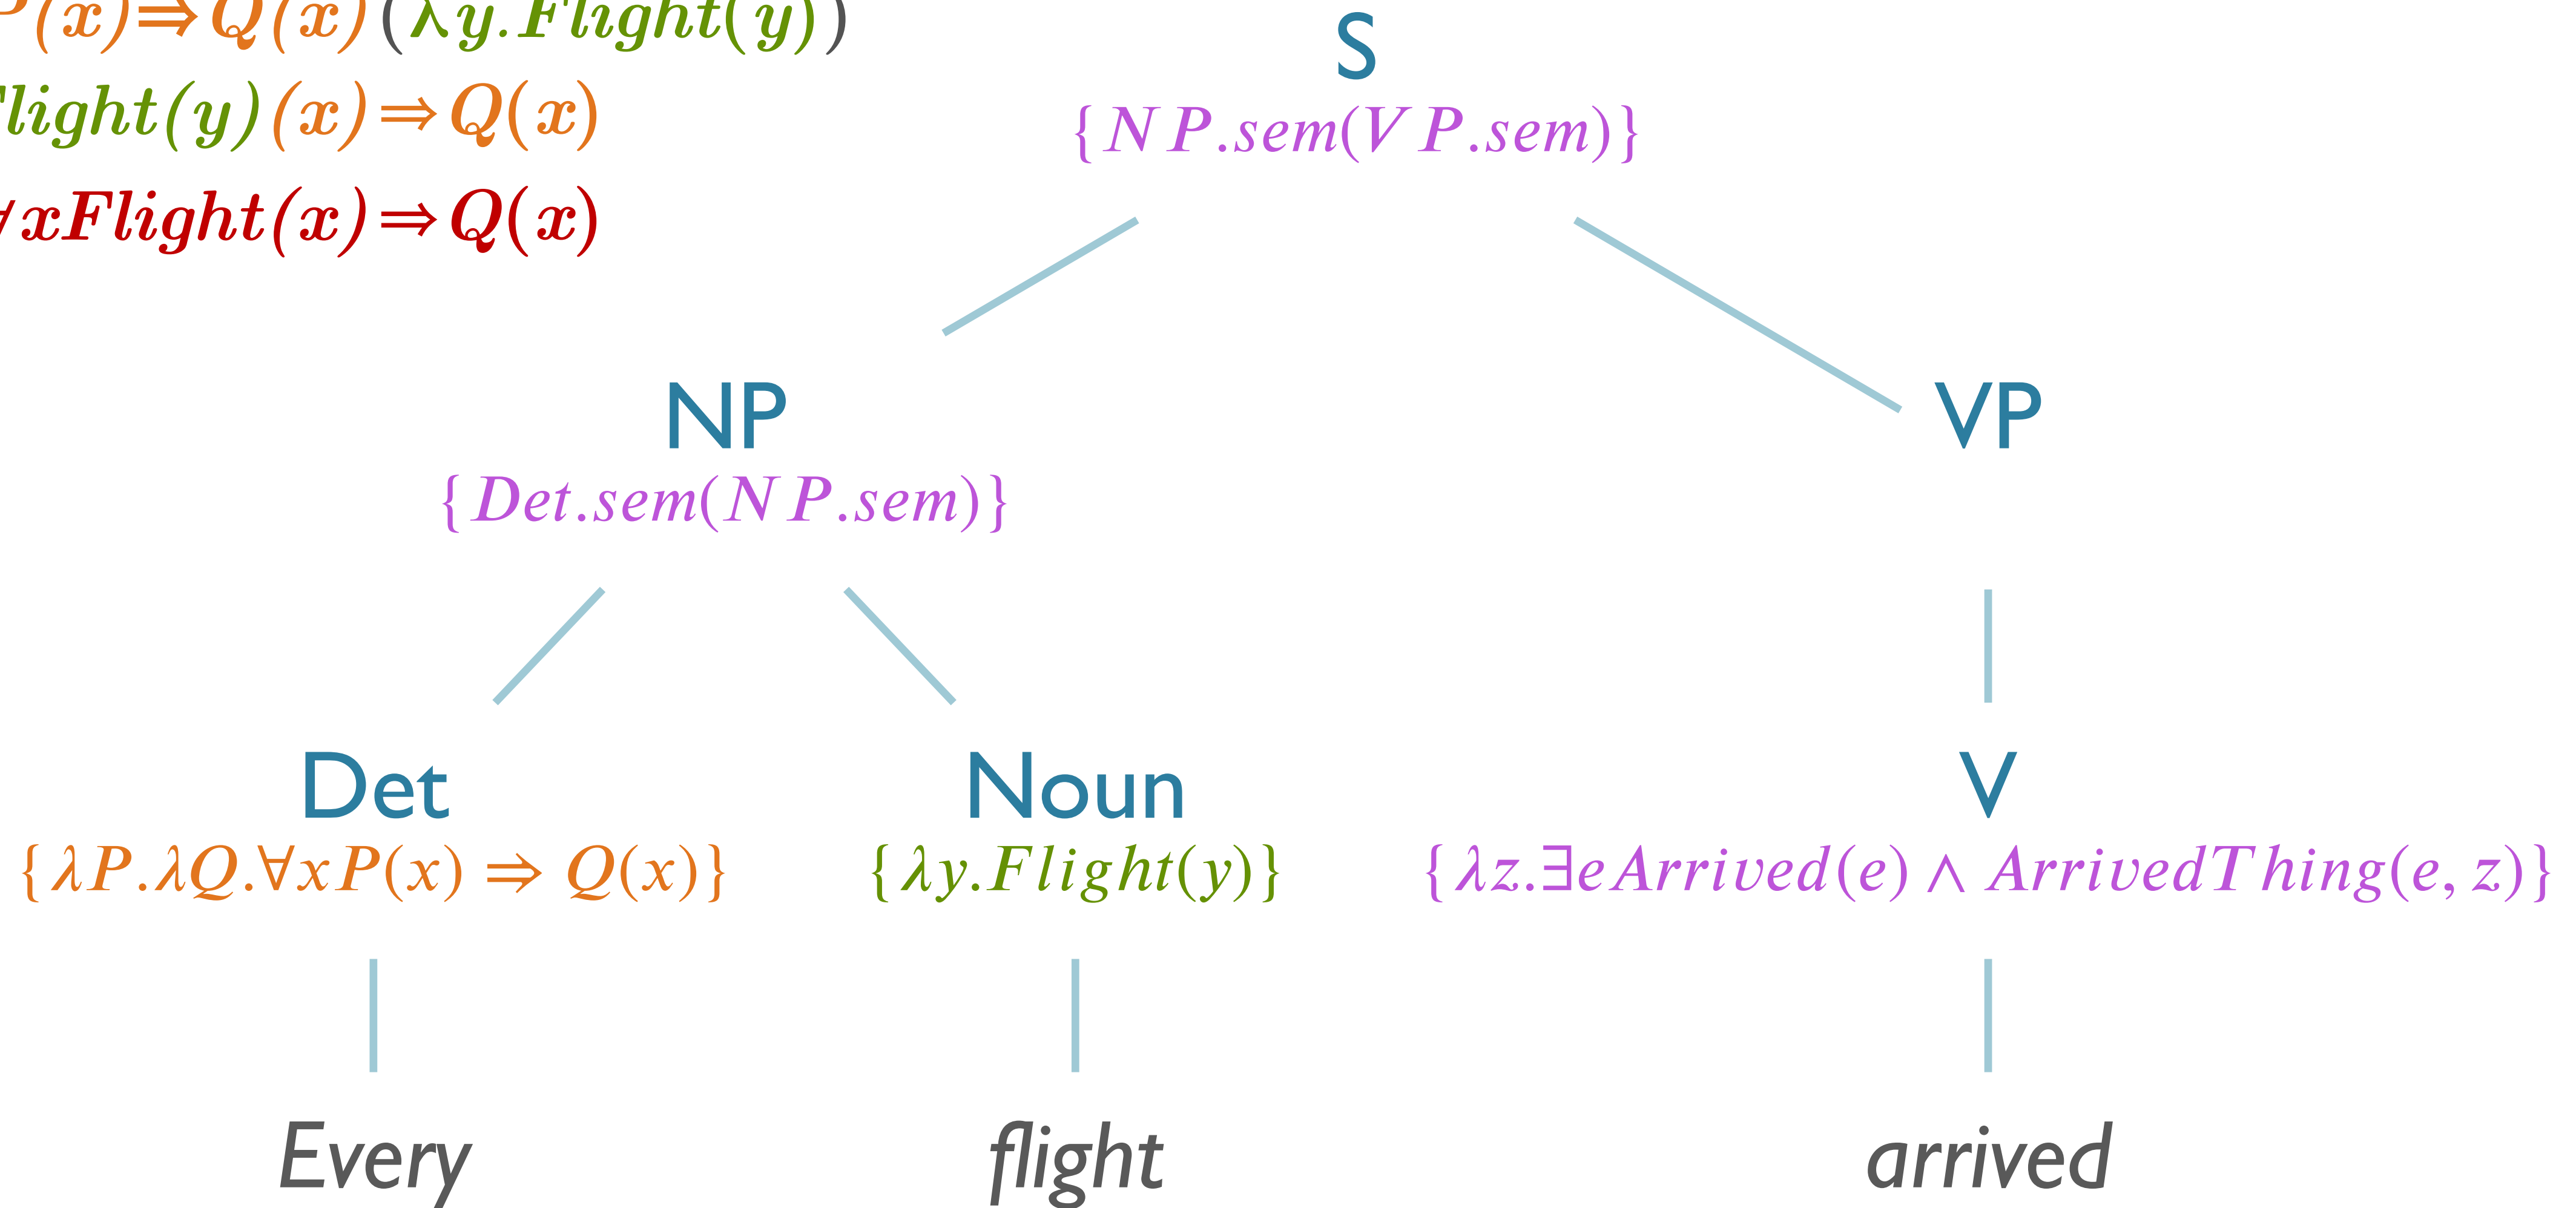 P(x)⇒Q(x)(λy.Flight(y))
Flight(y)(x)⇒Q(x)
∀xFlight(x)⇒Q(x)
S
{NP.sem(VP.sem)}
NP
{Det.sem(NP.sem)}
VP
Det
{λP.λQ.∀xP(x) ⇒ Q(x)}
Noun
{λy.Flight(y)}
V
{λz.∃eArrived(e) ∧ ArrivedThing(e, z)}
Every
flight
arrived